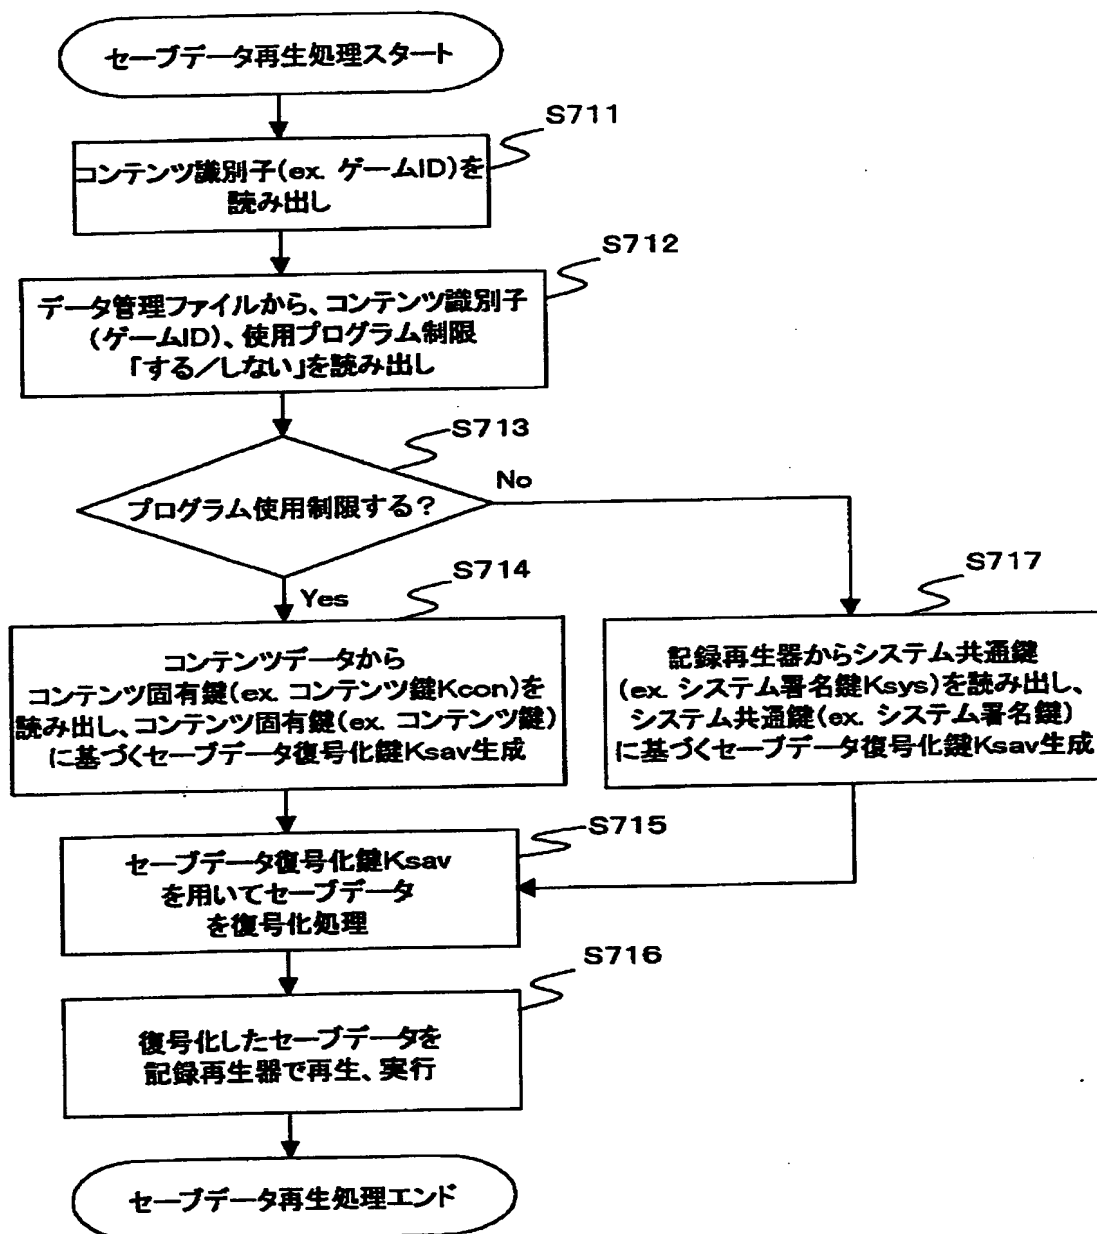 セーブデータ再生処理スタート
S711
コンテンツ識別子(ex. ゲームID)を
読み出し
S712
データ管理ファイルから、コンテンツ識別子
(ゲームID)、使用プログラム制限
「する／しない」を読み出し
S713
プログラム使用制限する？
No
Yes
S714
コンテンツデータから
コンテンツ固有鍵(ex. コンテンツ鍵Kcon)を
読み出し、コンテンツ固有鍵(ex. コンテンツ鍵)
に基づくセーブデータ復号化鍵Ksav生成
S717
記録再生器からシステム共通鍵
(ex. システム署名鍵Ksys)を読み出し、
システム共通鍵(ex. システム署名鍵)
に基づくセーブデータ復号化鍵Ksav生成
S715
セーブデータ復号化鍵Ksav
を用いてセーブデータ
を復号化処理
S716
復号化したセーブデータを
記録再生器で再生、実行
セーブデータ再生処理エンド